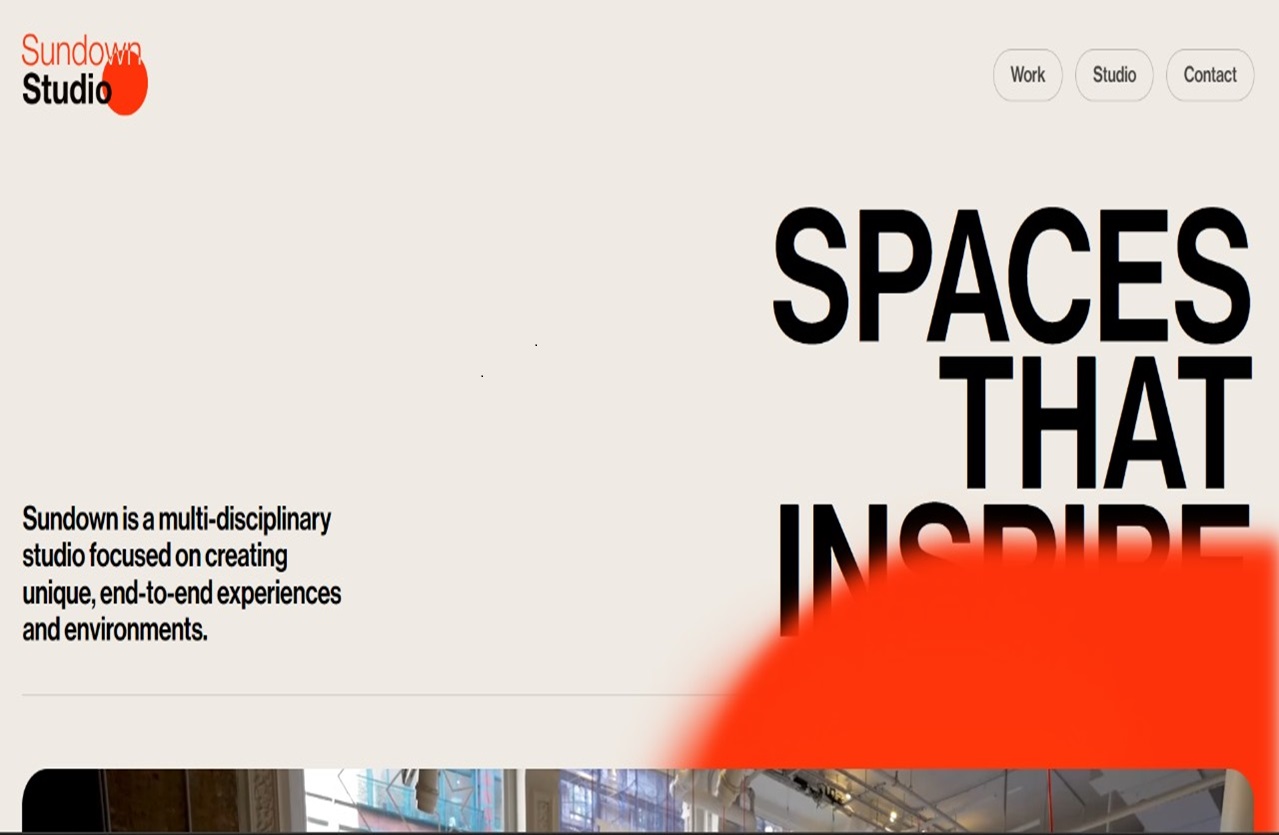 Sundown
Studio
Work
Studio
Contact
SPACES
THAT
INSPIRE
Sundown is a multi-disciplinary
studio focused on creating
unique, end-to-end experiences
and environments.